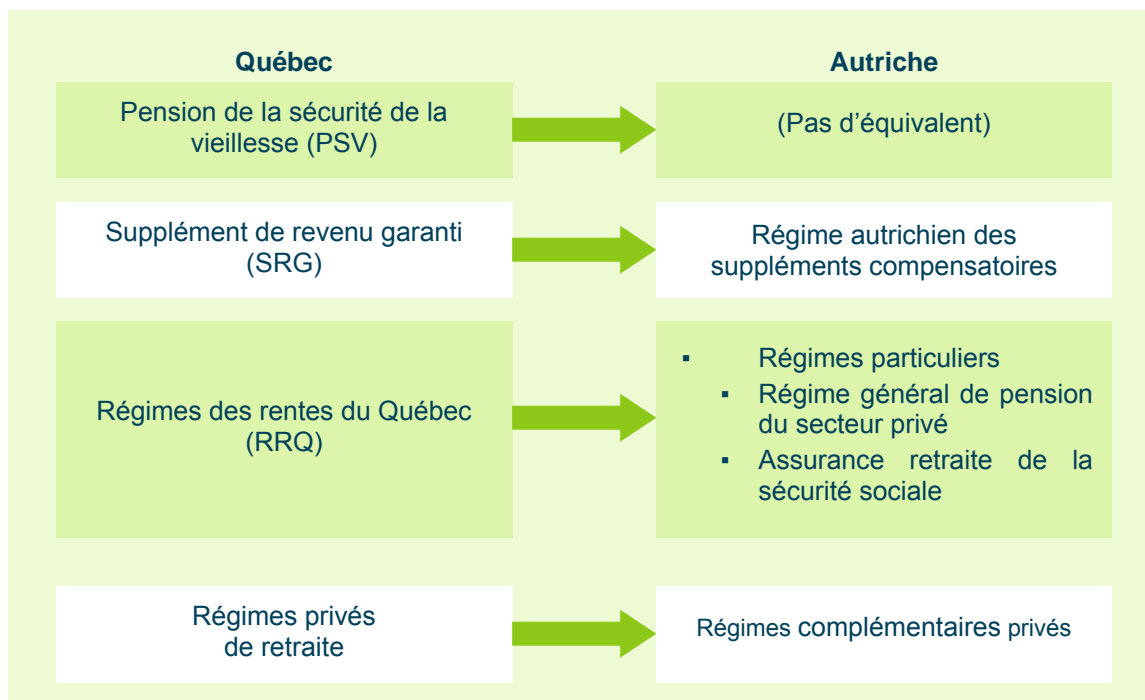 Québec
Autriche
Pension de la sécurité de la
vieillesse (PSV)
(Pas d’équivalent)
Supplément de revenu garanti
(SRG)
Régime autrichien des
suppléments compensatoires
Régimes des rentes du Québec
(RRQ)
▪ Régimes particuliers
▪ Régime général de pension
du secteur privé
▪ Assurance retraite de la
sécurité sociale
Régimes privés
de retraite
Régimes complémentaires privés